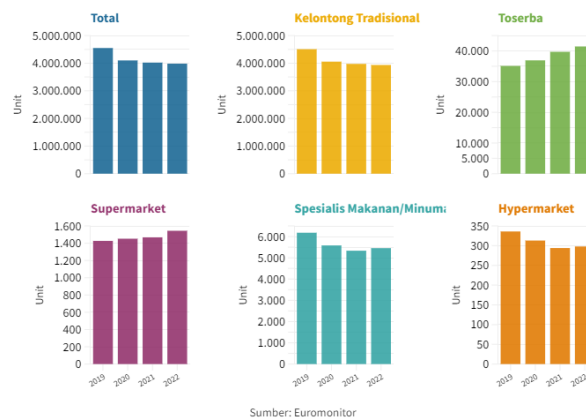 Total
5.000.000
4.000.000
3.000.000
2.000.000
1.000.000
0
Unit
Kelontong Tradisional
5.000.000
4.000.000
3.000.000
2.000.000
1.000.000
0
Unit
Toserba
40.000
30.000
20.000
10.000
5.000
0
Unit
Supermarket
1.600
1.400
1.200
1.000
800
600
400
200
0
Unit
2019 2020 2021 2022
Spesialis Makanan/Minuma
6.000
5.000
4.000
3.000
2.000
1.000
0
Unit
2019 2020 2021 2022
Hypermarket
350
300
250
200
150
100
50
0
Unit
2019 2020 2021 2022
Sumber: Euromonitor